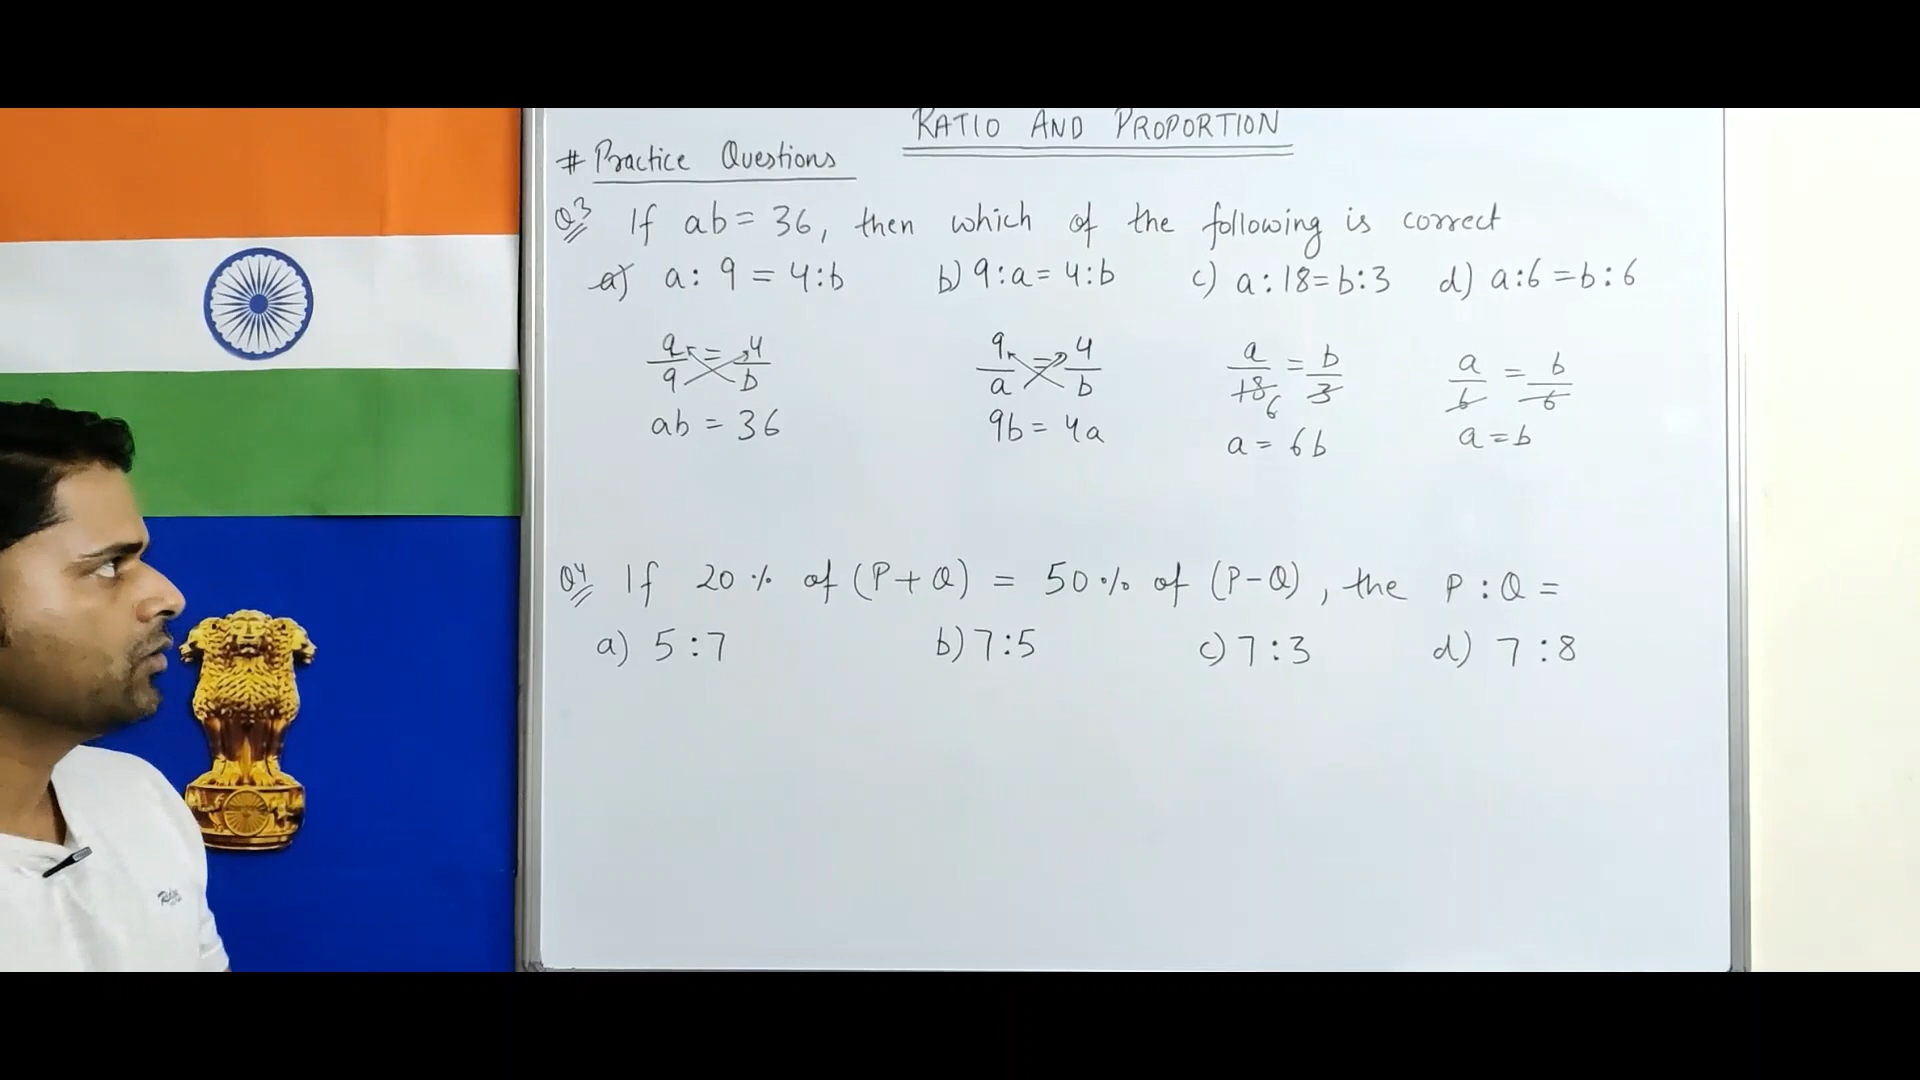 RATIO AND PROPORTION
# Practice Questions
Q3 If ab = 36, then which of the following is correct
a) a : 9 = 4 : b b) 9 : a = 4 : b c) a : 18 = b : 3 d) a : 6 = b : 6
a/9 = 4/b 9/a = 4/b a/18 = b/3 a/6 = b/6
6
ab = 36 9b = 4a a = 6b a = b
Q4 If 20 % of (P + Q) = 50 % of (P - Q), the P : Q =
a) 5 : 7 b) 7 : 5 c) 7 : 3 d) 7 : 8